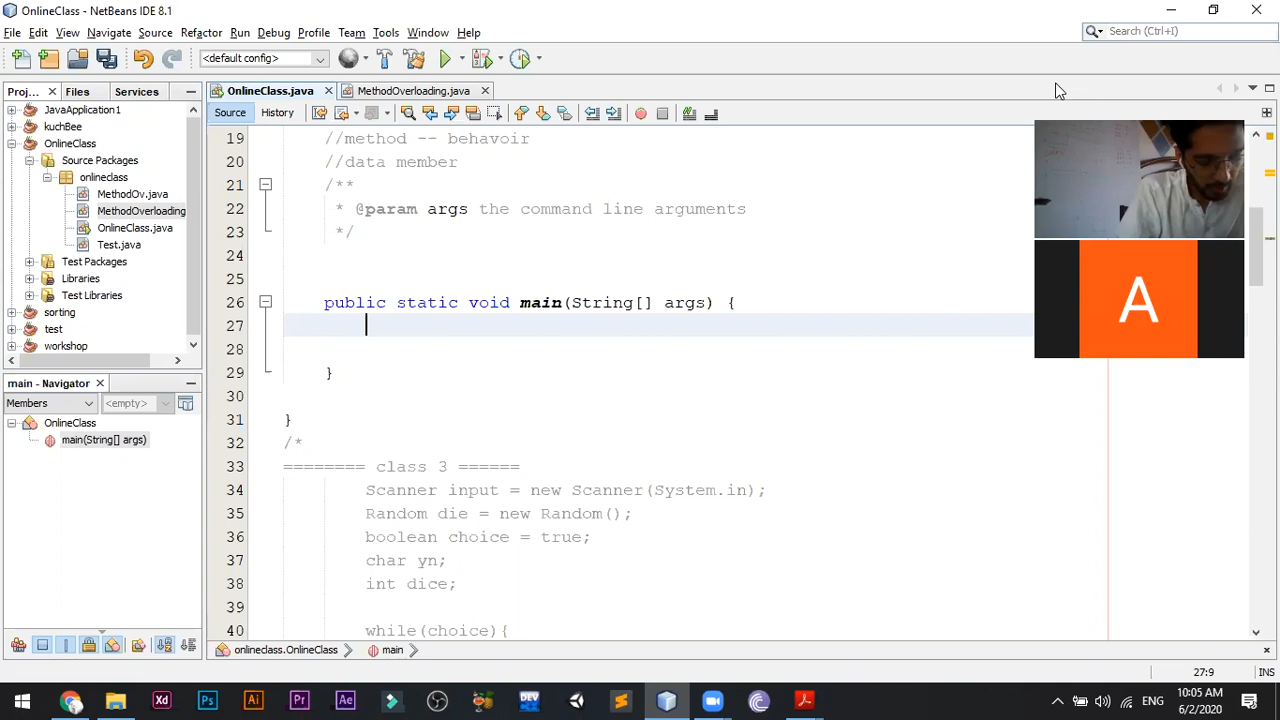 OnlineClass - NetBeans IDE 8.1
File Edit View Navigate Source Refactor Run Debug Profile Team Tools Window Help
Search (Ctrl+I)
<default config>
Proj... Files Services
OnlineClass.java MethodOverloading.java
Source History
JavaApplication1
kuchBee
OnlineClass
Source Packages
onlineclass
MethodOv.java
MethodOverloading
OnlineClass.java
Test.java
Test Packages
Libraries
Test Libraries
sorting
test
workshop
main - Navigator
Members <empty>
OnlineClass
main(String[] args)
19 //method -- behavoir
20 //data member
21 /**
22 * @param args the command line arguments
23 */
24
25
26 public static void main(String[] args) {
27
28
29 }
30
31 }
32 /*
33 ======== class 3 ======
34 Scanner input = new Scanner(System.in);
35 Random die = new Random();
36 boolean choice = true;
37 char yn;
38 int dice;
39
40 while(choice){
A
onlineclass.OnlineClass main
27:9 INS
Xd Ps Ai Pr Ae DEV
ENG
10:05 AM
6/2/2020